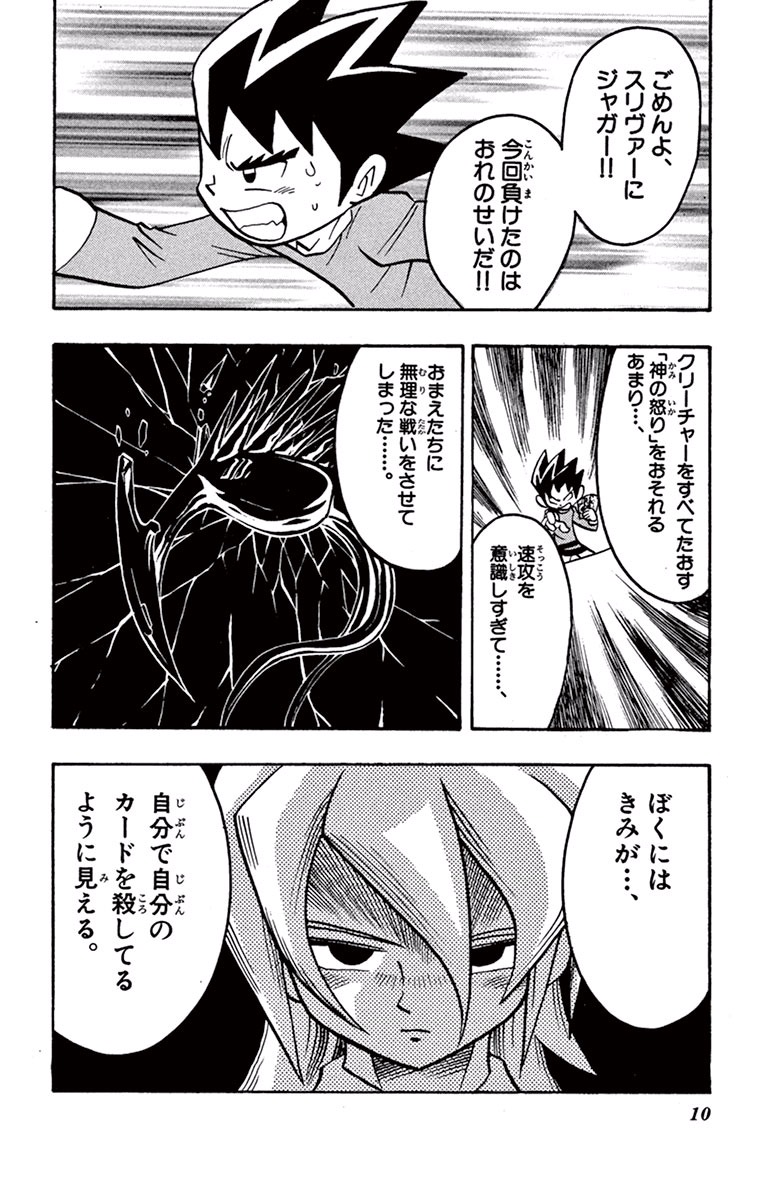 ごめんよ、
スリヴァーに
ジャガー!!
今回負けたのは
おれのせいだ!!
クリーチャーをすべてたおす
「神の怒り」をおそれる
あまり…、
速攻を
意識しすぎて……、
おまえたちに
無理な戦いをさせて
しまった……。
ぼくには
きみが…、
自分で自分の
カードを殺してる
ように見える。
10